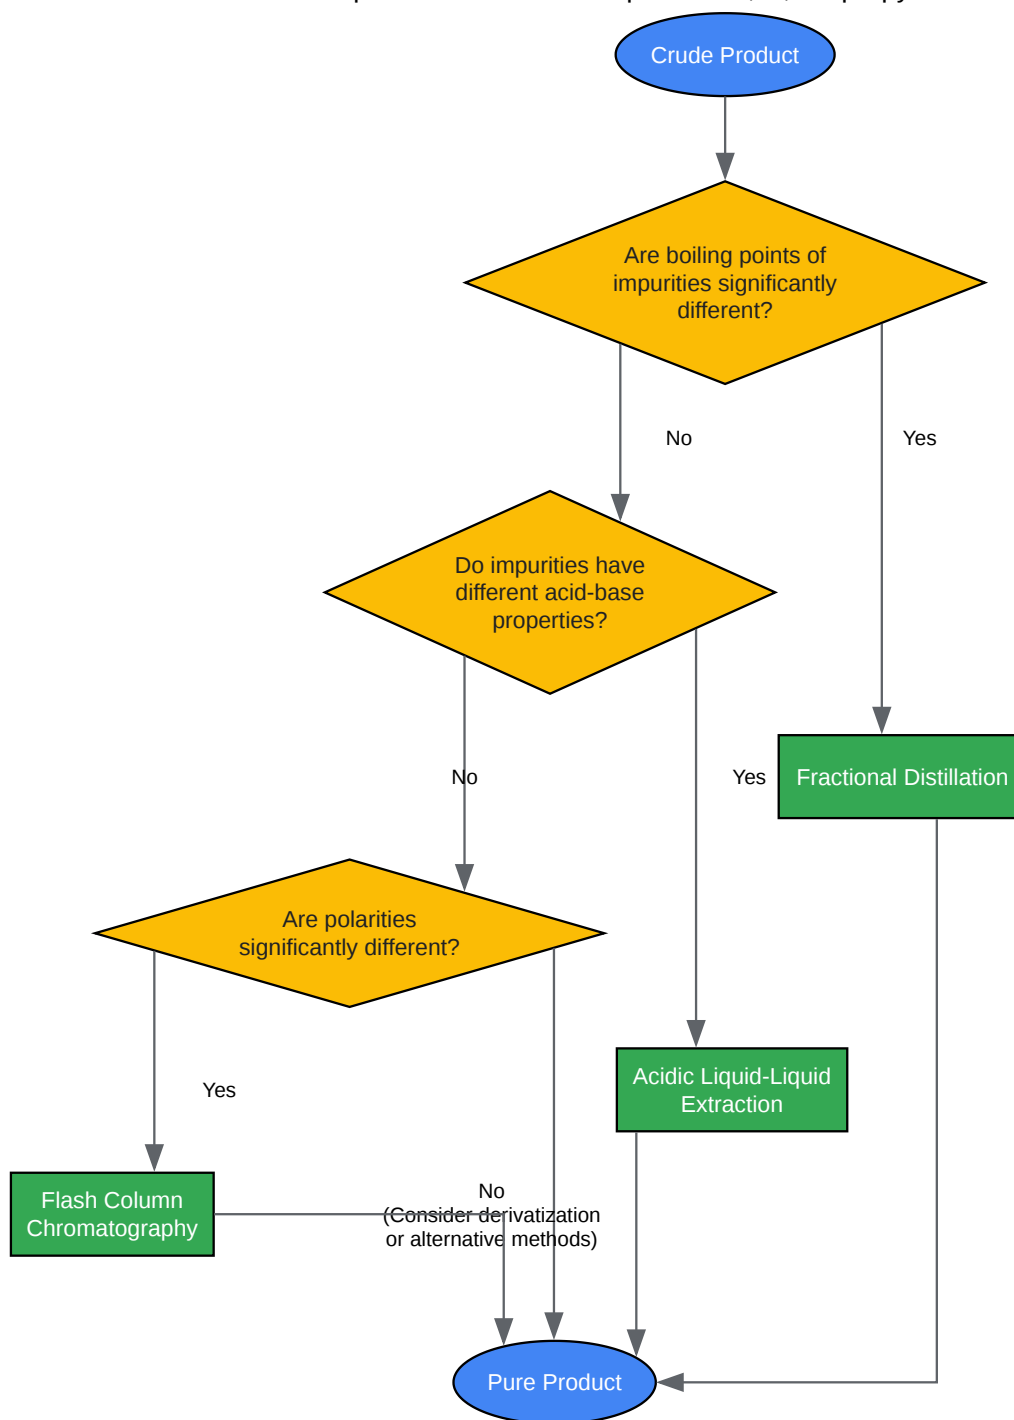 Crude Product
Are boiling points of
impurities significantly
different?
No
Yes
Do impurities have
different acid-base
properties?
No
Yes
Fractional Distillation
Are polarities
significantly different?
Yes
Acidic Liquid-Liquid
Extraction
Flash Column
Chromatography
No
(Consider derivatization
or alternative methods)
Pure Product